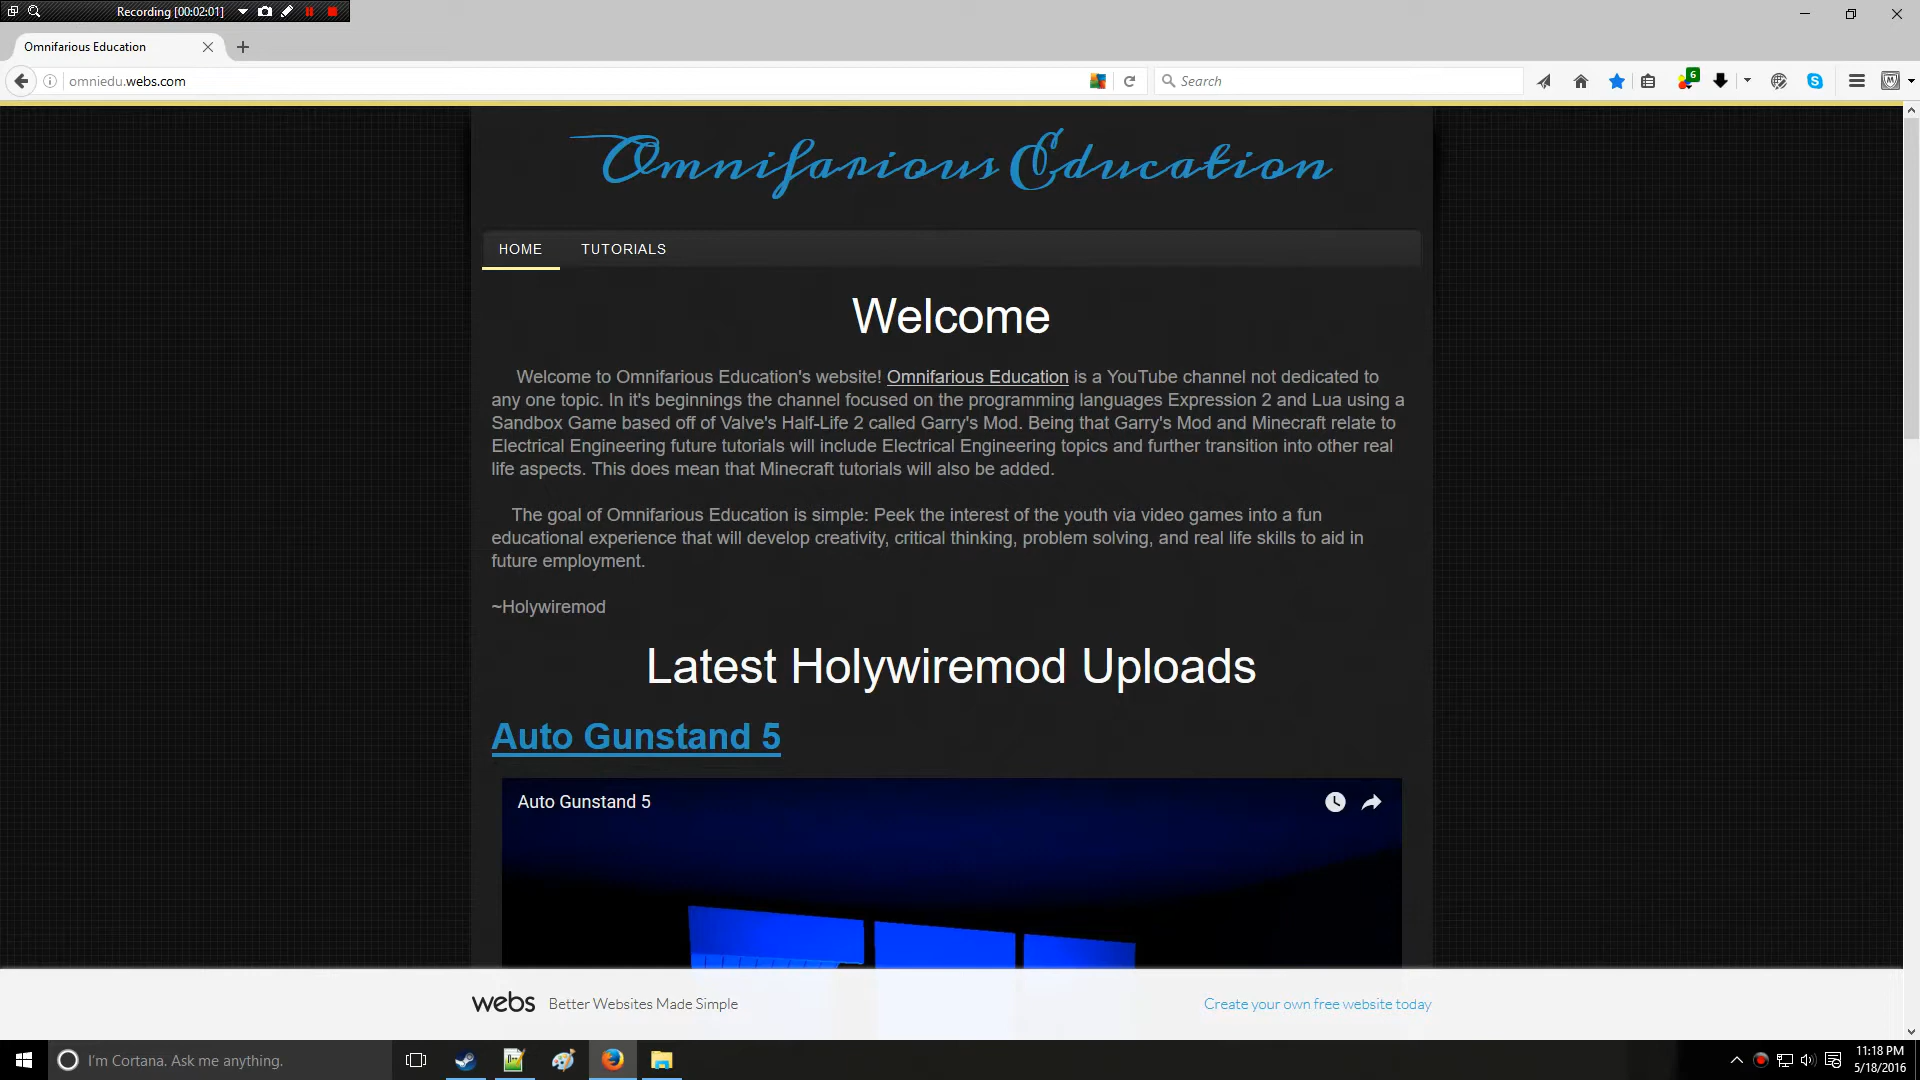 Recording [00:02:01]
Omnifarious Education
omniedu.webs.com
Search
6
Omnifarious Education
HOME TUTORIALS
Welcome
Welcome to Omnifarious Education's website! Omnifarious Education is a YouTube channel not dedicated to
any one topic. In it's beginnings the channel focused on the programming languages Expression 2 and Lua using a
Sandbox Game based off of Valve's Half-Life 2 called Garry's Mod. Being that Garry's Mod and Minecraft relate to
Electrical Engineering future tutorials will include Electrical Engineering topics and further transition into other real
life aspects. This does mean that Minecraft tutorials will also be added.
The goal of Omnifarious Education is simple: Peek the interest of the youth via video games into a fun
educational experience that will develop creativity, critical thinking, problem solving, and real life skills to aid in
future employment.
~Holywiremod
Latest Holywiremod Uploads
Auto Gunstand 5
Auto Gunstand 5
webs Better Websites Made Simple Create your own free website today
I'm Cortana. Ask me anything.
11:18 PM
5/18/2016